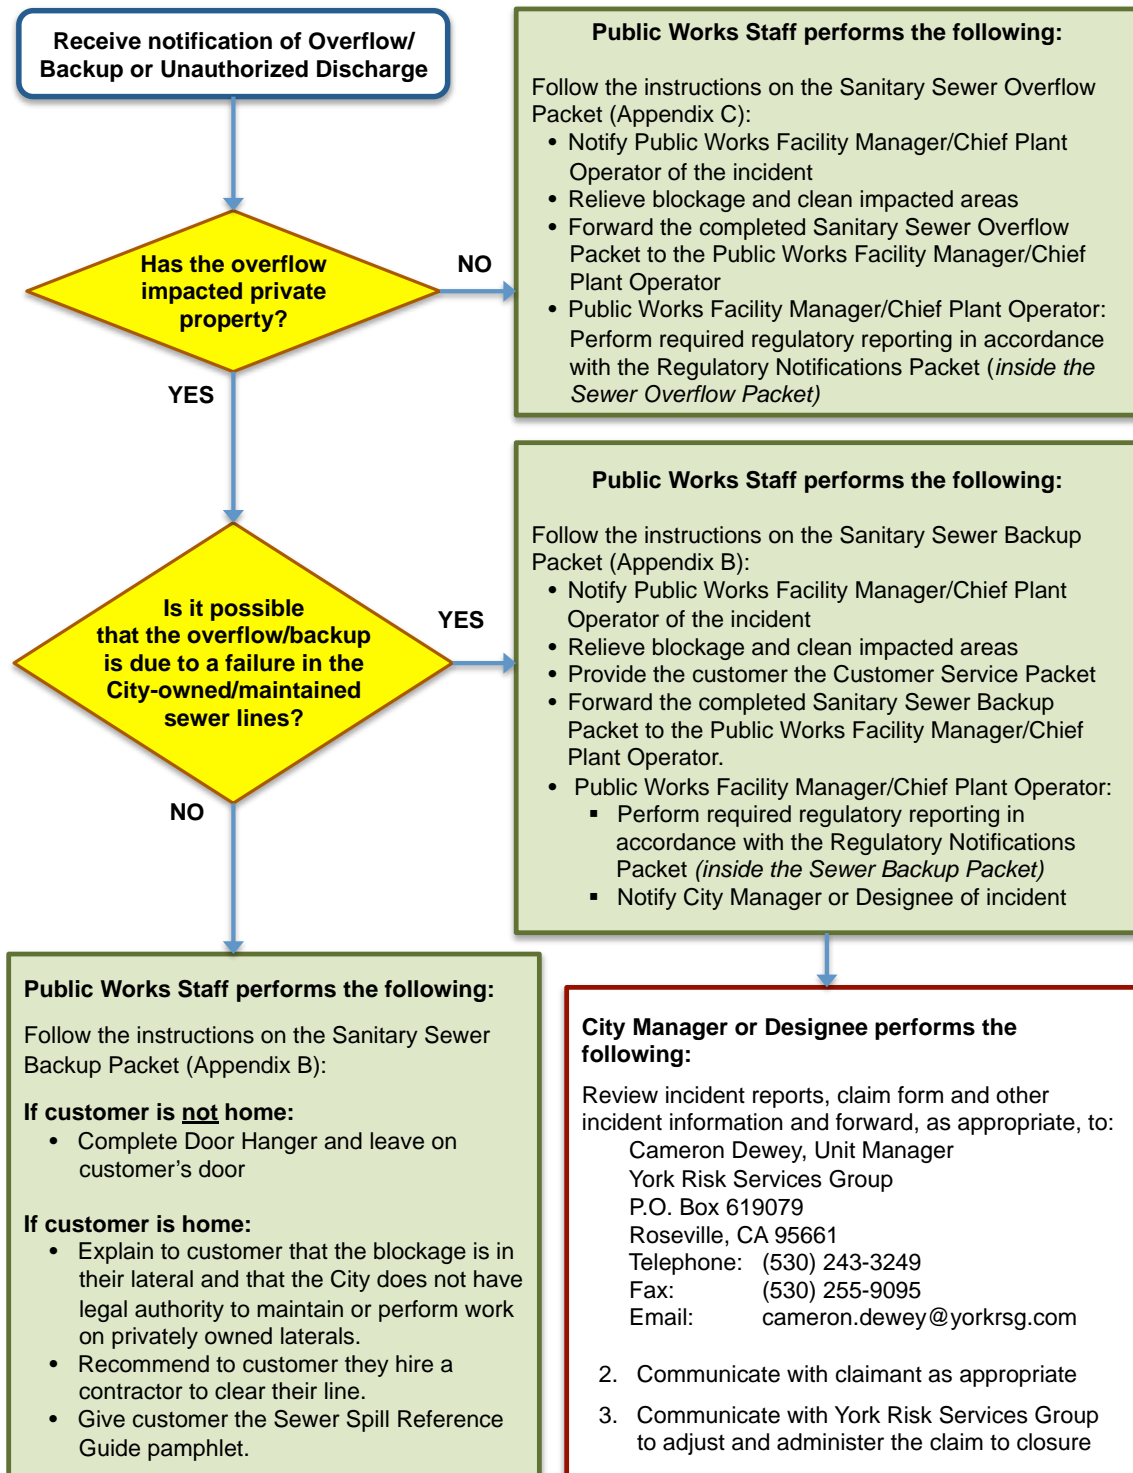 Receive notification of Overflow/
Backup or Unauthorized Discharge
Has the overflow
impacted private
property?
NO
YES
Public Works Staff performs the following:
Follow the instructions on the Sanitary Sewer Overflow
Packet (Appendix C):
• Notify Public Works Facility Manager/Chief Plant
Operator of the incident
• Relieve blockage and clean impacted areas
• Forward the completed Sanitary Sewer Overflow
Packet to the Public Works Facility Manager/Chief
Plant Operator
• Public Works Facility Manager/Chief Plant Operator:
Perform required regulatory reporting in accordance
with the Regulatory Notifications Packet (inside the
Sewer Overflow Packet)
Is it possible
that the overflow/backup
is due to a failure in the
City-owned/maintained
sewer lines?
YES
NO
Public Works Staff performs the following:
Follow the instructions on the Sanitary Sewer Backup
Packet (Appendix B):
• Notify Public Works Facility Manager/Chief Plant
Operator of the incident
• Relieve blockage and clean impacted areas
• Provide the customer the Customer Service Packet
• Forward the completed Sanitary Sewer Backup
Packet to the Public Works Facility Manager/Chief
Plant Operator.
• Public Works Facility Manager/Chief Plant Operator:
▪ Perform required regulatory reporting in
accordance with the Regulatory Notifications
Packet (inside the Sewer Backup Packet)
▪ Notify City Manager or Designee of incident
Public Works Staff performs the following:
Follow the instructions on the Sanitary Sewer
Backup Packet (Appendix B):
If customer is not home:
• Complete Door Hanger and leave on
customer’s door
If customer is home:
• Explain to customer that the blockage is in
their lateral and that the City does not have
legal authority to maintain or perform work
on privately owned laterals.
• Recommend to customer they hire a
contractor to clear their line.
• Give customer the Sewer Spill Reference
Guide pamphlet.
City Manager or Designee performs the
following:
Review incident reports, claim form and other
incident information and forward, as appropriate, to:
Cameron Dewey, Unit Manager
York Risk Services Group
P.O. Box 619079
Roseville, CA 95661
Telephone: (530) 243-3249
Fax: (530) 255-9095
Email: cameron.dewey@yorkrsg.com
2. Communicate with claimant as appropriate
3. Communicate with York Risk Services Group
to adjust and administer the claim to closure